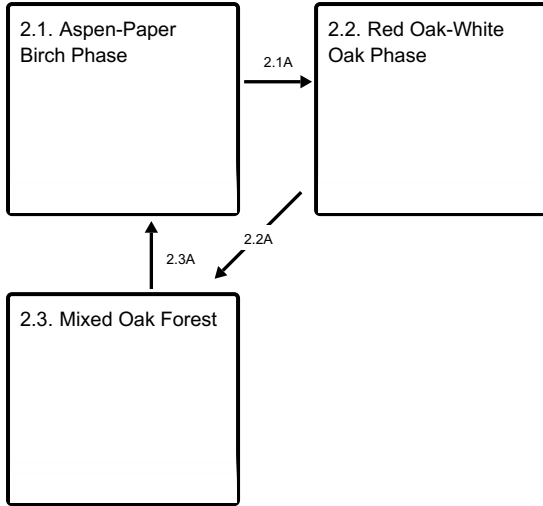 2.1. Aspen-Paper
Birch Phase
2.1A
2.2. Red Oak-White
Oak Phase
2.2A
2.3A
2.3. Mixed Oak Forest